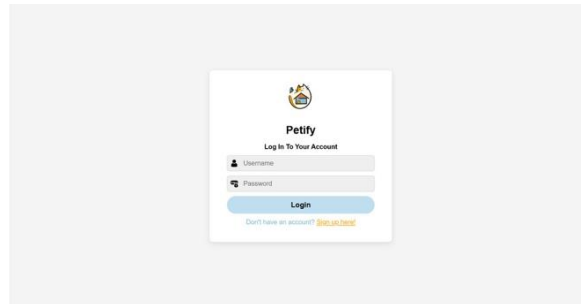 Petify
Log In To Your Account
Username
Password
Login
Don't have an account? Sign up here!